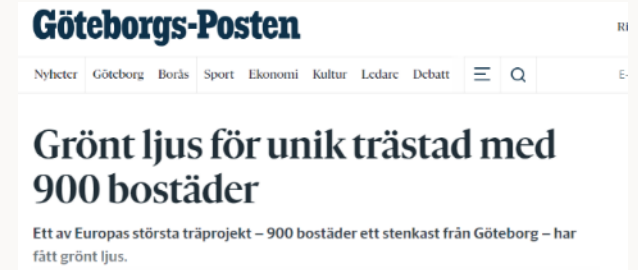 Göteborgs-Posten
Nyheter Göteborg Borås Sport Ekonomi Kultur Ledare Debatt
Grönt ljus för unik trästad med
900 bostäder
Ett av Europas största träprojekt – 900 bostäder ett stenkast från Göteborg – har
fått grönt ljus.